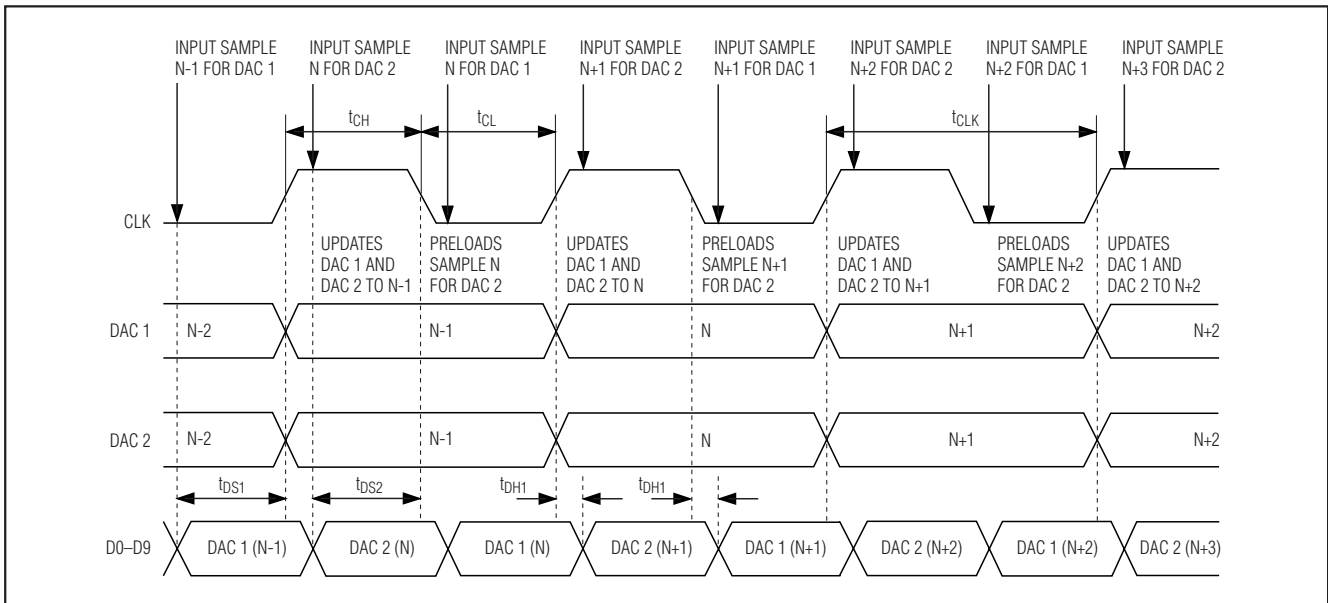 INPUT SAMPLE
N-1 FOR DAC 1
INPUT SAMPLE
N FOR DAC 2
INPUT SAMPLE
N FOR DAC 1
INPUT SAMPLE
N+1 FOR DAC 2
INPUT SAMPLE
N+1 FOR DAC 1
INPUT SAMPLE
N+2 FOR DAC 2
INPUT SAMPLE
N+2 FOR DAC 1
INPUT SAMPLE
N+3 FOR DAC 2
tCH
tCL
tCLK
CLK
UPDATES
DAC 1 AND
DAC 2 TO N-1
PRELOADS
SAMPLE N
FOR DAC 2
UPDATES
DAC 1 AND
DAC 2 TO N
PRELOADS
SAMPLE N+1
FOR DAC 2
UPDATES
DAC 1 AND
DAC 2 TO N+1
PRELOADS
SAMPLE N+2
FOR DAC 2
UPDATES
DAC 1 AND
DAC 2 TO N+2
DAC 1
N-2
N-1
N
N+1
N+2
DAC 2
N-2
N-1
N
N+1
N+2
tDS1
tDS2
tDH1
tDH1
D0–D9
DAC 1 (N-1)
DAC 2 (N)
DAC 1 (N)
DAC 2 (N+1)
DAC 1 (N+1)
DAC 2 (N+2)
DAC 1 (N+2)
DAC 2 (N+3)